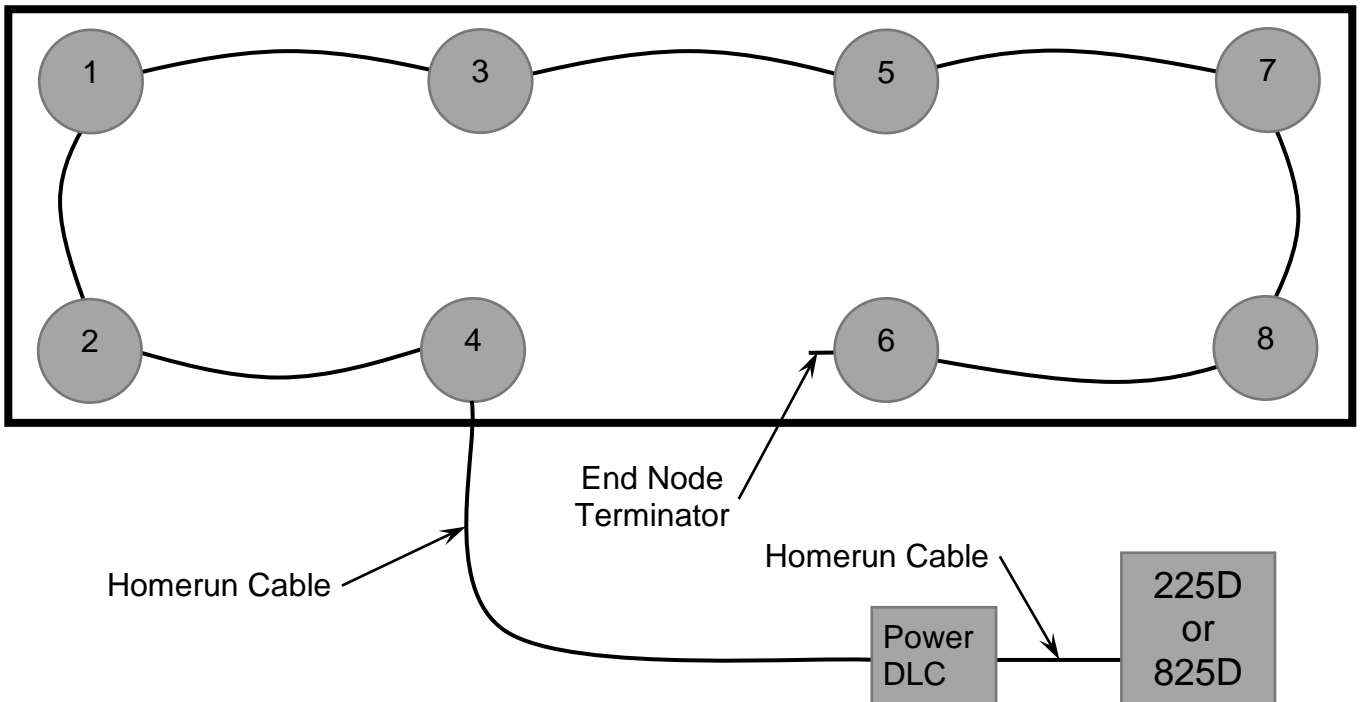 1
3
5
7
2
4
6
8
End Node
Terminator
Homerun Cable
Homerun Cable
225D
or
825D
Power
DLC